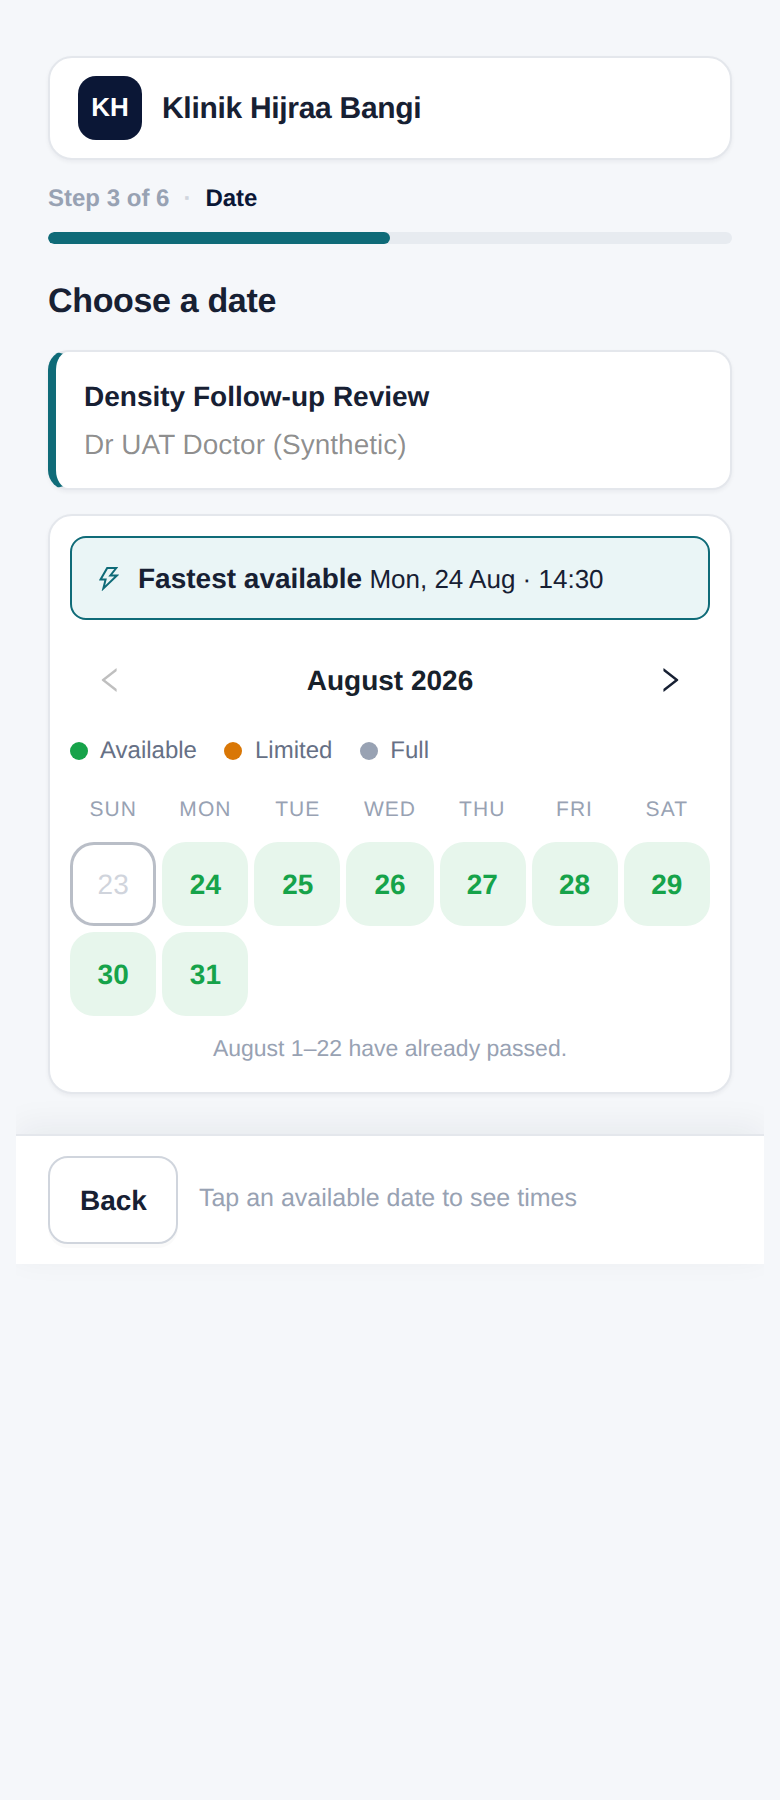 KH Klinik Hijraa Bangi
Step 3 of 6 · Date
Choose a date
Density Follow-up Review
Dr UAT Doctor (Synthetic)
Fastest available Mon, 24 Aug · 14:30
August 2026
Available Limited Full
SUN MON TUE WED THU FRI SAT
23 24 25 26 27 28 29
30 31
August 1–22 have already passed.
Back Tap an available date to see times